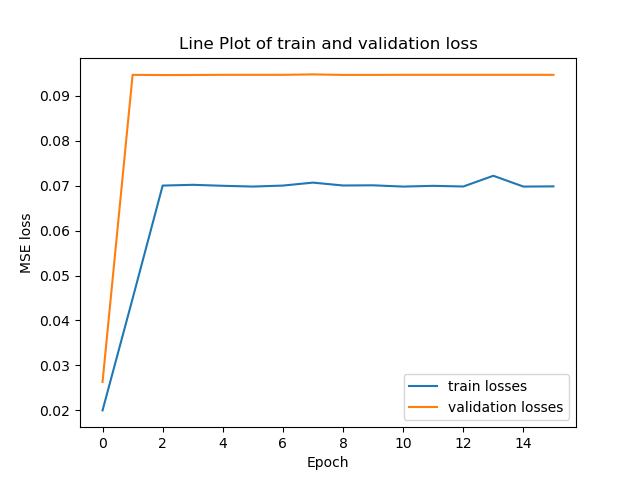 Line Plot of train and validation loss
MSE loss
0.09
0.08
0.07
0.06
0.05
0.04
0.03
0.02
0 2 4 6 8 10 12 14
Epoch
train losses
validation losses